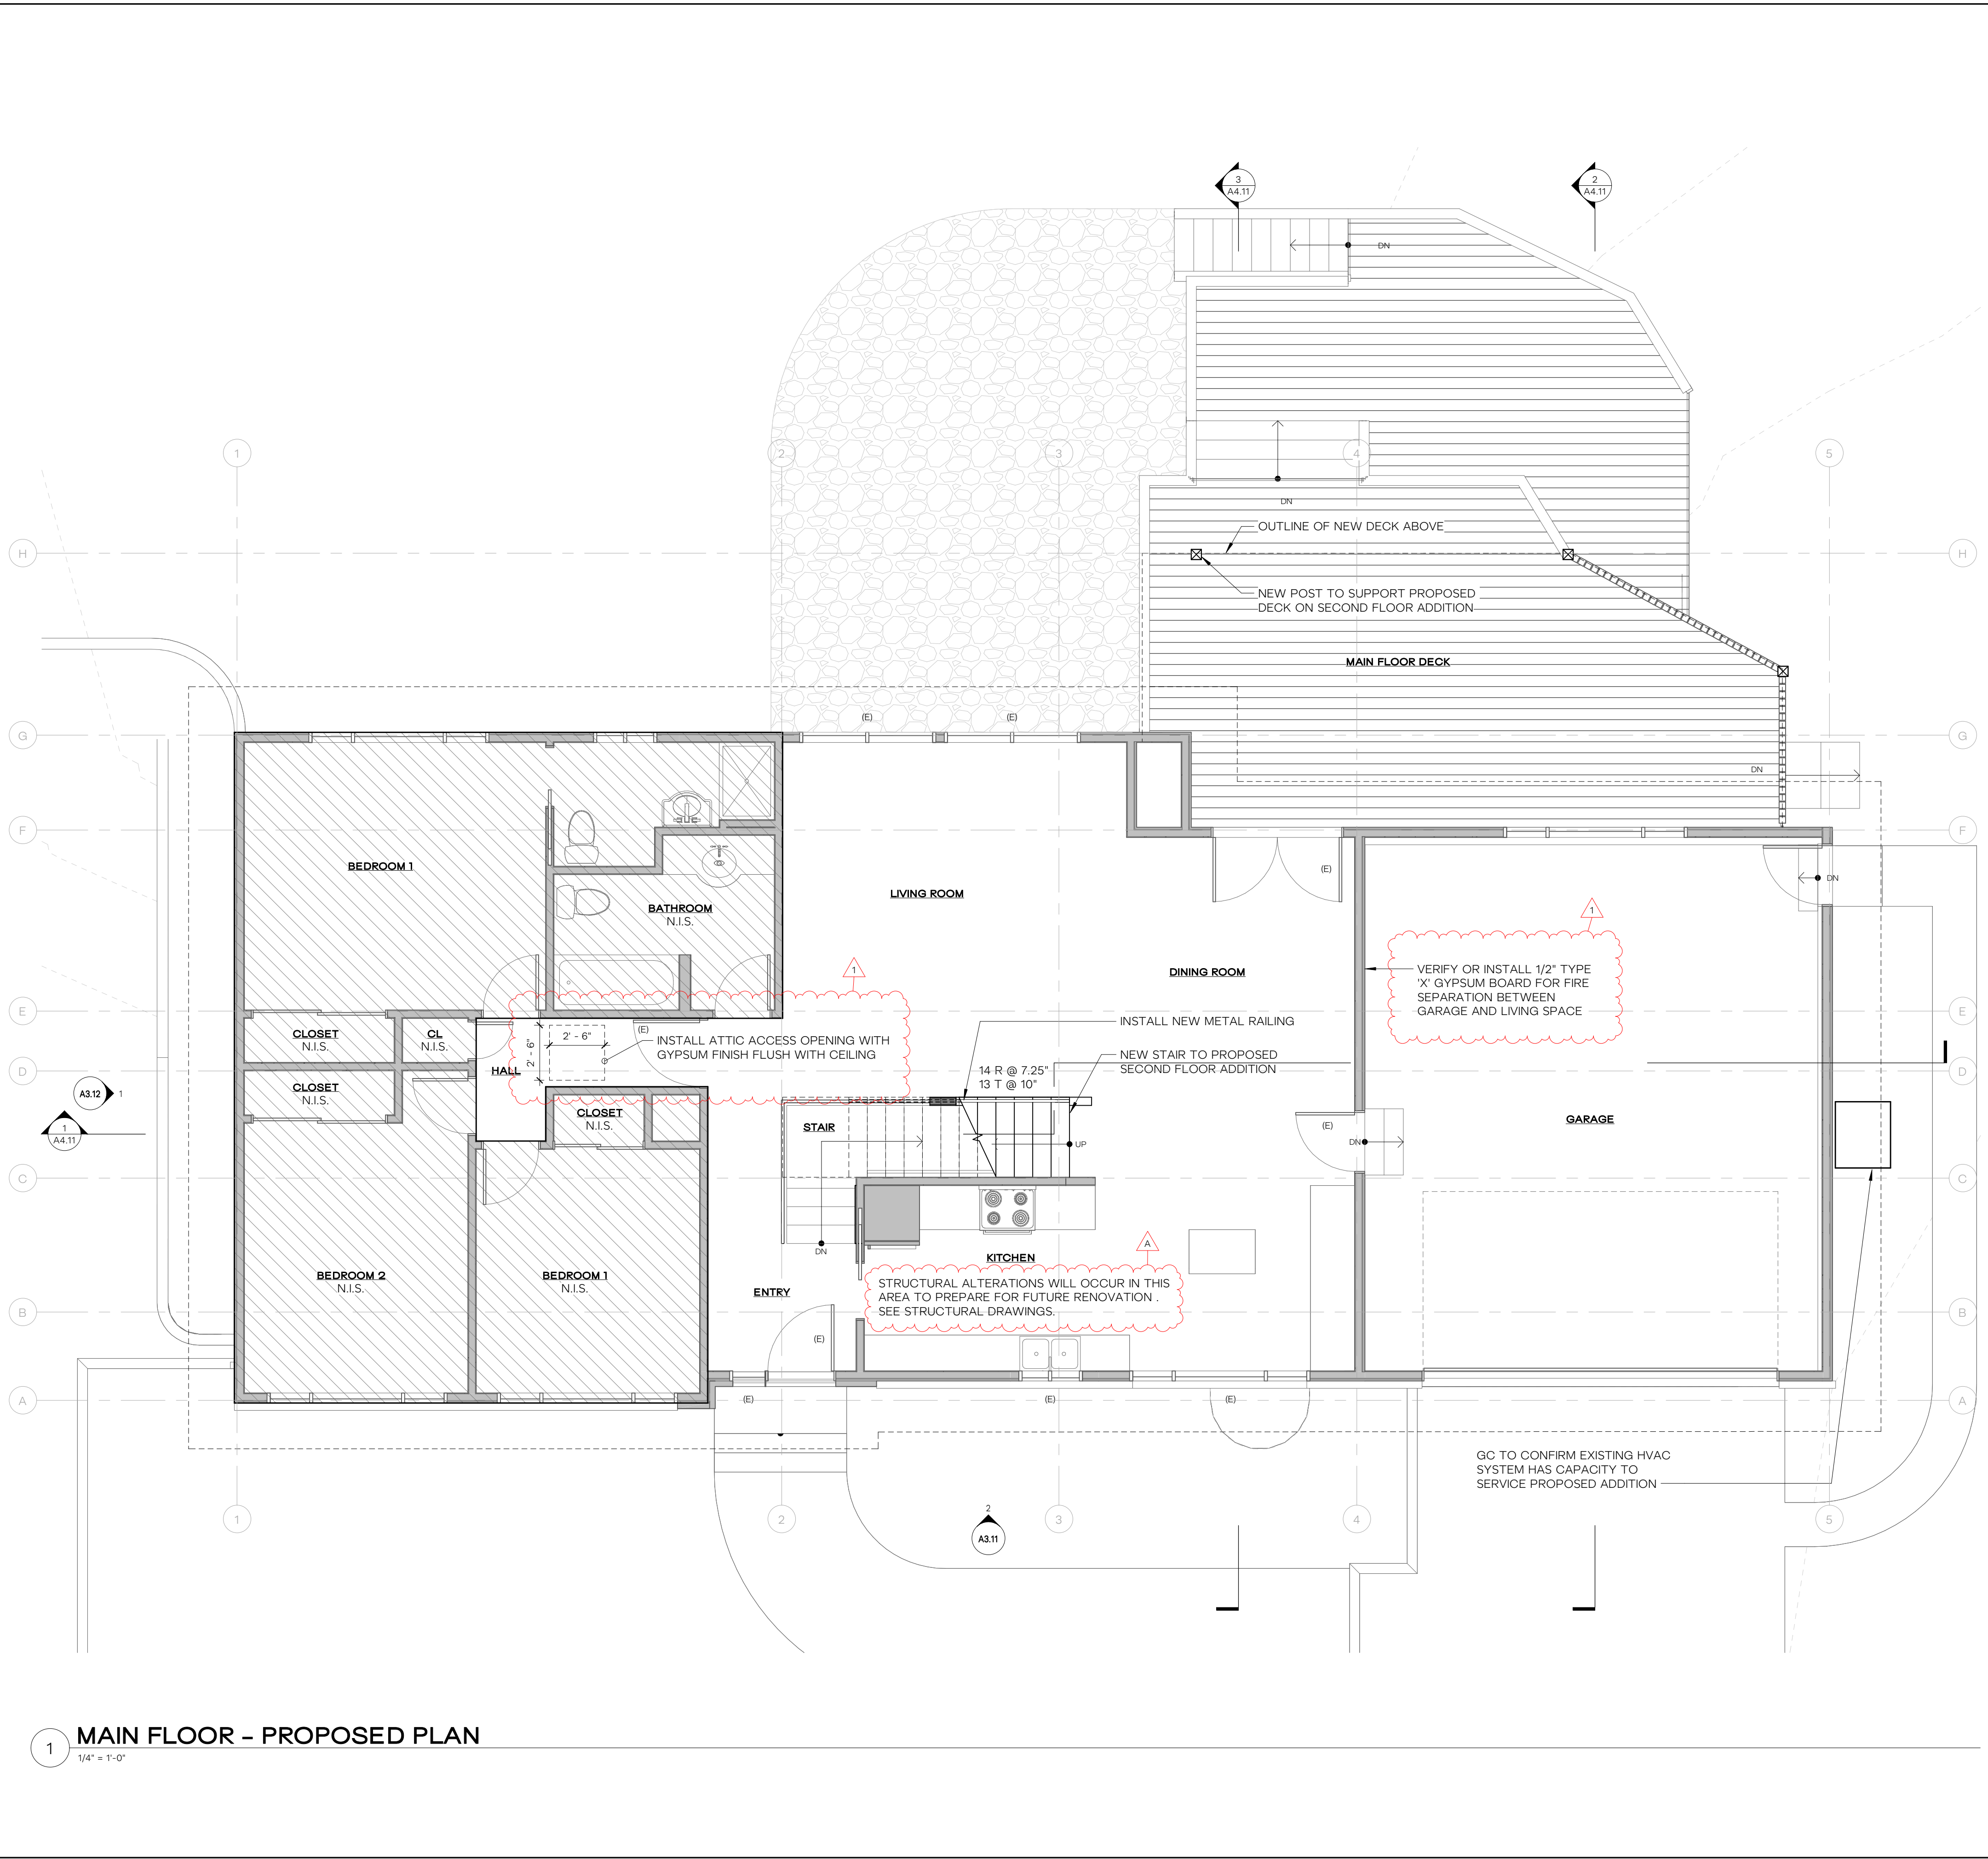 3
A4.11
2
A4.11
DN
1
2
3
4
5
DN
OUTLINE OF NEW DECK ABOVE
H
H
NEW POST TO SUPPORT PROPOSED
DECK ON SECOND FLOOR ADDITION
MAIN FLOOR DECK
(E)
(E)
G
G
DN
F
F
BEDROOM 1
(E)
DN
LIVING ROOM
BATHROOM
N.I.S.
1
1
DINING ROOM
VERIFY OR INSTALL 1/2" TYPE
'X' GYPSUM BOARD FOR FIRE
SEPARATION BETWEEN
GARAGE AND LIVING SPACE
E
E
CLOSET
N.I.S.
CL
N.I.S.
2' - 6"
2' - 6"
(E)
INSTALL ATTIC ACCESS OPENING WITH
GYPSUM FINISH FLUSH WITH CEILING
INSTALL NEW METAL RAILING
NEW STAIR TO PROPOSED
SECOND FLOOR ADDITION
14 R @ 7.25"
13 T @ 10"
HALL
D
D
CLOSET
N.I.S.
A3.12
1
1
A4.11
CLOSET
N.I.S.
STAIR
UP
(E)
DN
GARAGE
C
C
DN
KITCHEN
A
BEDROOM 2
N.I.S.
BEDROOM 1
N.I.S.
ENTRY
STRUCTURAL ALTERATIONS WILL OCCUR IN THIS
AREA TO PREPARE FOR FUTURE RENOVATION .
SEE STRUCTURAL DRAWINGS.
B
B
(E)
A
A
(E)
(E)
(E)
GC TO CONFIRM EXISTING HVAC
SYSTEM HAS CAPACITY TO
SERVICE PROPOSED ADDITION
1
2
3
4
5
2
A3.11
1
MAIN FLOOR - PROPOSED PLAN
1/4" = 1'-0"